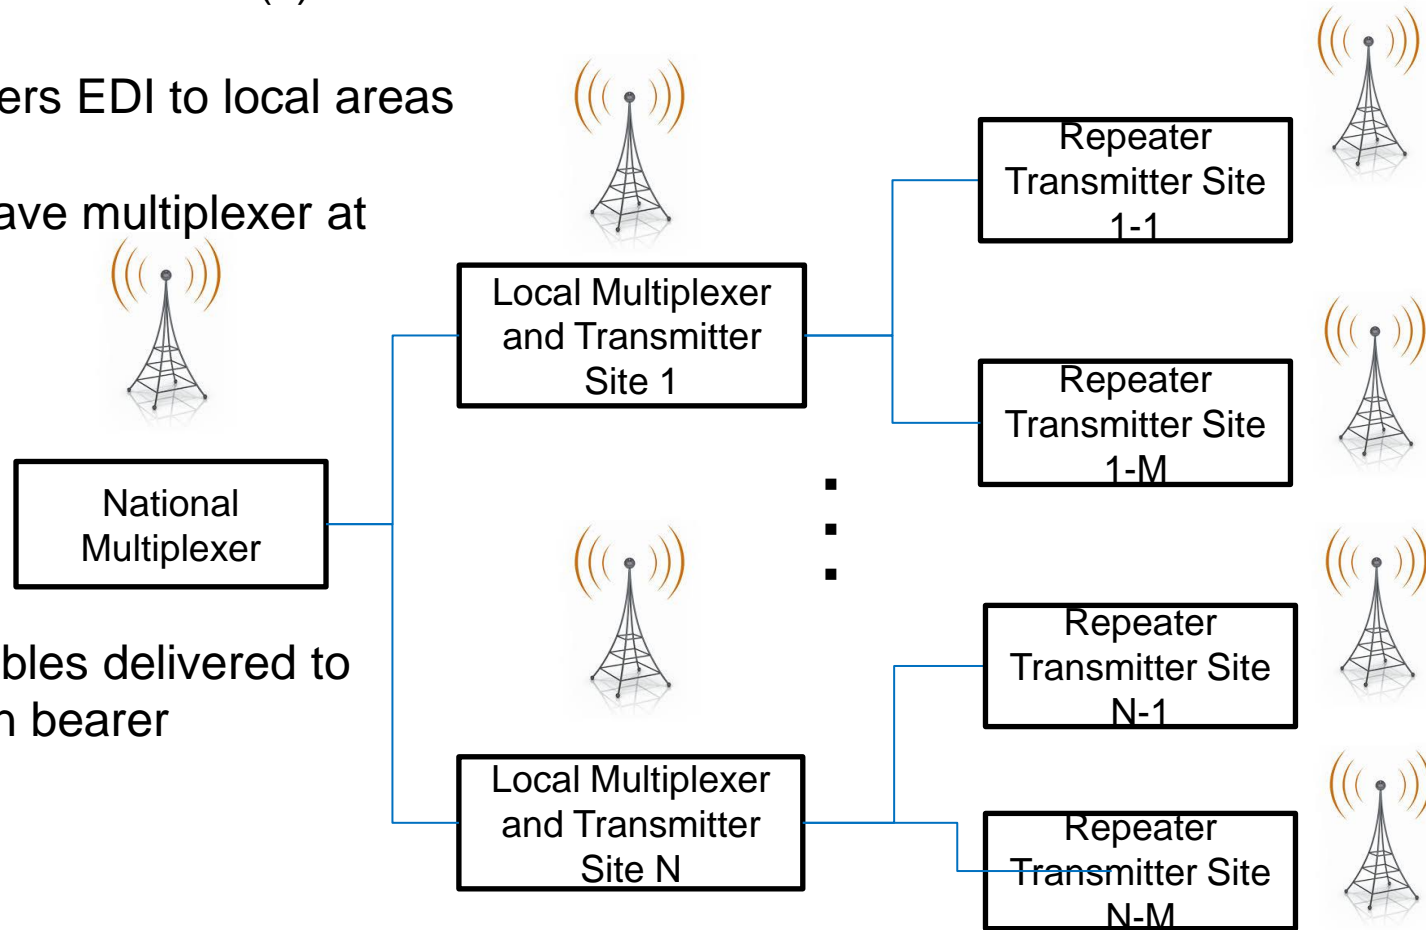 ers EDI to local areas
ave multiplexer at
National
Multiplexer
bles delivered to
n bearer
Local Multiplexer
and Transmitter
Site 1
Local Multiplexer
and Transmitter
Site N
Repeater
Transmitter Site
1-1
Repeater
Transmitter Site
1-M
Repeater
Transmitter Site
N-1
Repeater
Transmitter Site
N-M